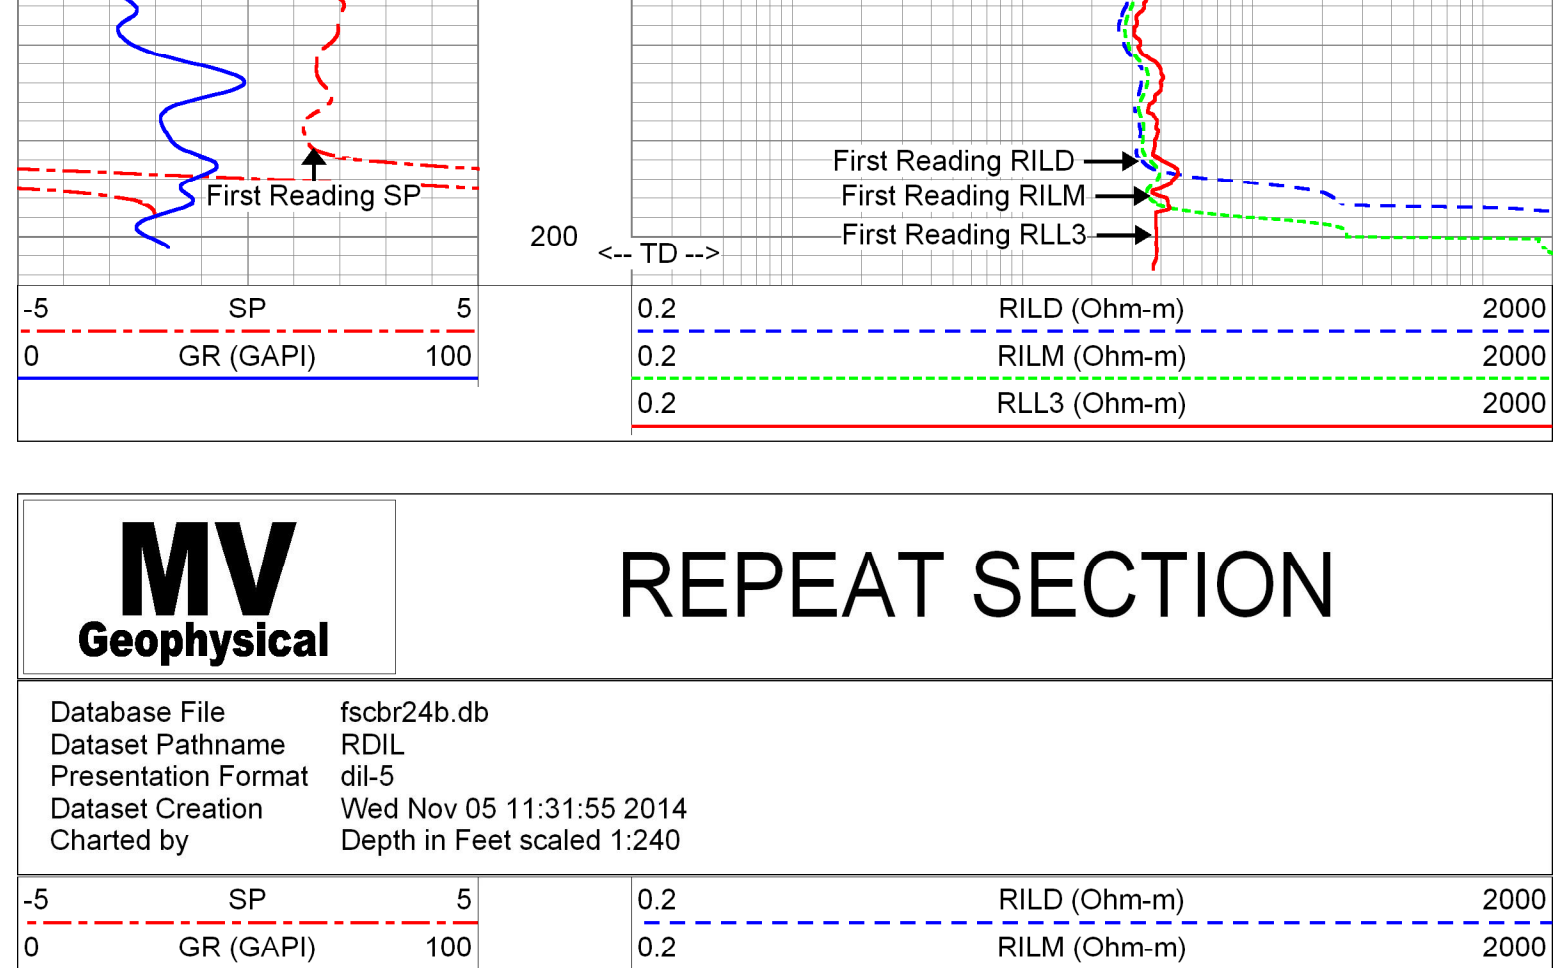 First Reading RILD
First Reading SP
First Reading RILM
First Reading RLL3
200
<-- TD -->
-5 SP 5
0 GR (GAPI) 100
0.2 RILD (Ohm-m) 2000
0.2 RILM (Ohm-m) 2000
0.2 RLL3 (Ohm-m) 2000
MV
Geophysical
REPEAT SECTION
Database File fscbr24b.db
Dataset Pathname RDIL
Presentation Format dil-5
Dataset Creation Wed Nov 05 11:31:55 2014
Charted by Depth in Feet scaled 1:240
-5 SP 5
0 GR (GAPI) 100
0.2 RILD (Ohm-m) 2000
0.2 RILM (Ohm-m) 2000